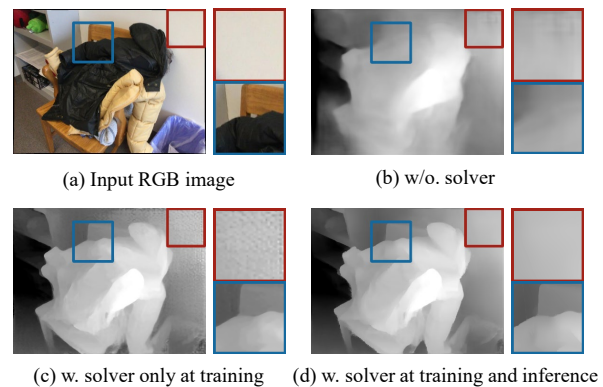 (a) Input RGB image
(b) w/o. solver
(c) w. solver only at training
(d) w. solver at training and inference